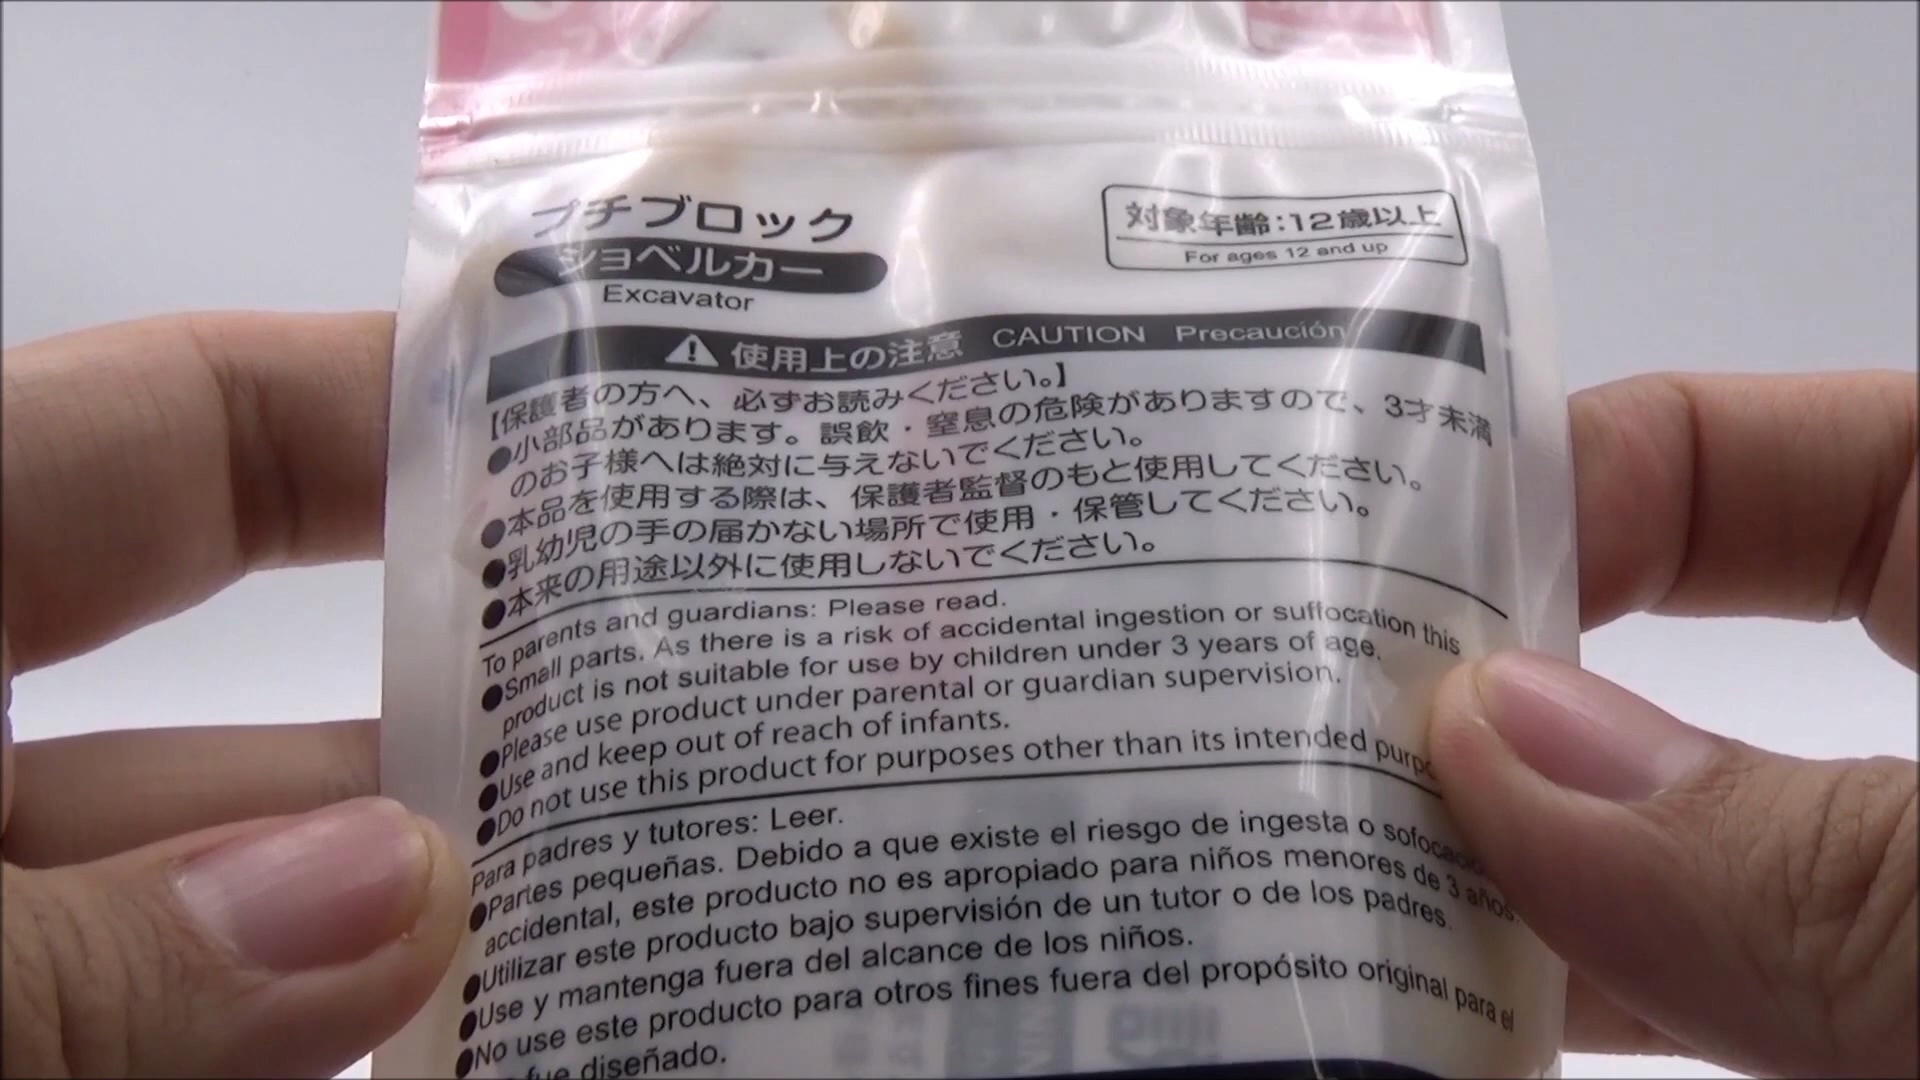 プチブロック
ショベルカー
Excavator
対象年齢:12歳以上
For ages 12 and up
使用上の注意 CAUTION Precaución
【保護者の方へ、必ずお読みください。】
●小部品があります。誤飲・窒息の危険がありますので、3才未満
のお子様へは絶対に与えないでください。
●本品を使用する際は、保護者監督のもと使用してください。
●乳幼児の手の届かない場所で使用・保管してください。
●本来の用途以外に使用しないでください。
To parents and guardians: Please read.
●Small parts. As there is a risk of accidental ingestion or suffocation this
product is not suitable for use by children under 3 years of age.
●Please use product under parental or guardian supervision.
●Use and keep out of reach of infants.
●Do not use this product for purposes other than its intended
Para padres y tutores: Leer.
●Partes pequeñas. Debido a que existe el riesgo de ingesta o
accidental, este producto no es apropiado para niños menores de 3 años.
●Utilizar este producto bajo supervisión de un tutor o de los padres.
●Use y mantenga fuera del alcance de los niños.
●No use este producto para otros fines fuera del propósito original para el
fue diseñado.